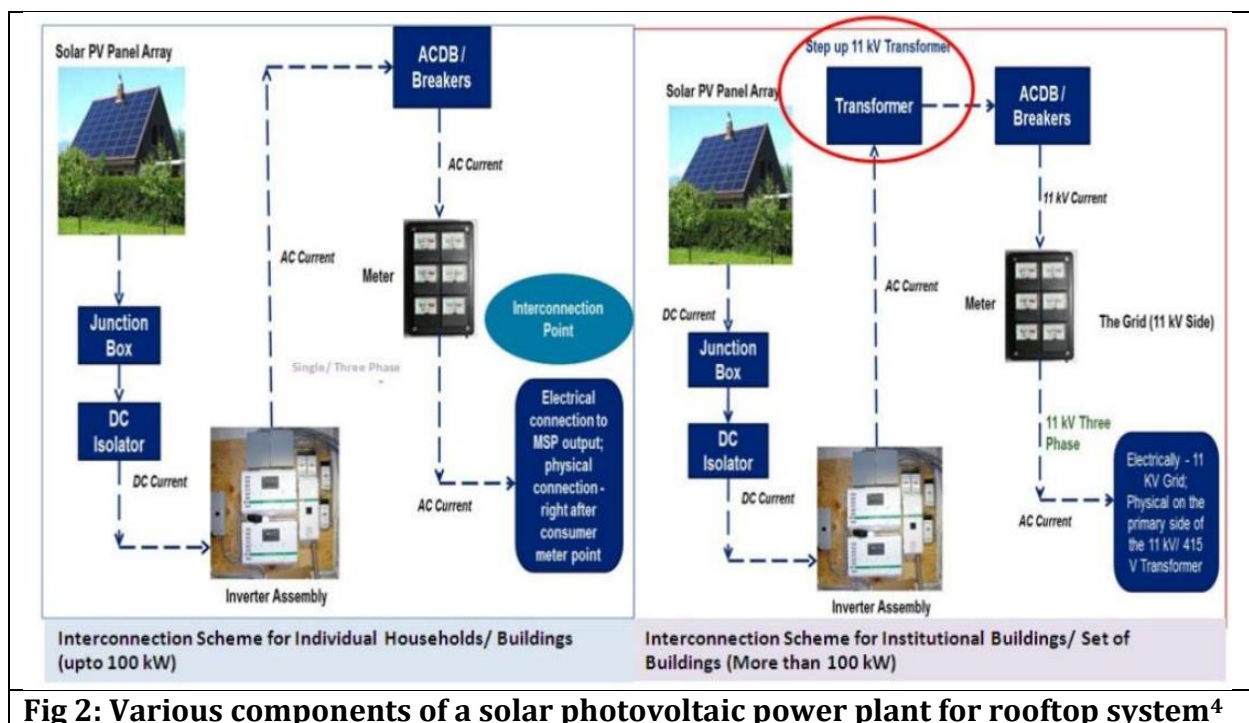 Solar PV Panel Array
Junction
Box
DC
Isolator
DC Current
Inverter Assembly
AC Current
ACDB /
Breakers
AC Current
Meter
Single/ Three Phase
AC Current
Interconnection
Point
Electrical
connection to
MSP output;
physical
connection -
right after
consumer
meter point
Interconnection Scheme for Individual Households/ Buildings
(upto 100 kW)
Solar PV Panel Array
DC Current
Junction
Box
DC
Isolator
DC Current
Inverter Assembly
AC Current
Step up 11 kV Transformer
Transformer
ACDB /
Breakers
11 kV Current
Meter
The Grid (11 kV Side)
11 kV Three
Phase
AC Current
Electrically - 11
KV Grid;
Physical on the
primary side of
the 11 kV/ 415
V Transformer
Interconnection Scheme for Institutional Buildings/ Set of
Buildings (More than 100 kW)
Fig 2: Various components of a solar photovoltaic power plant for rooftop system⁴